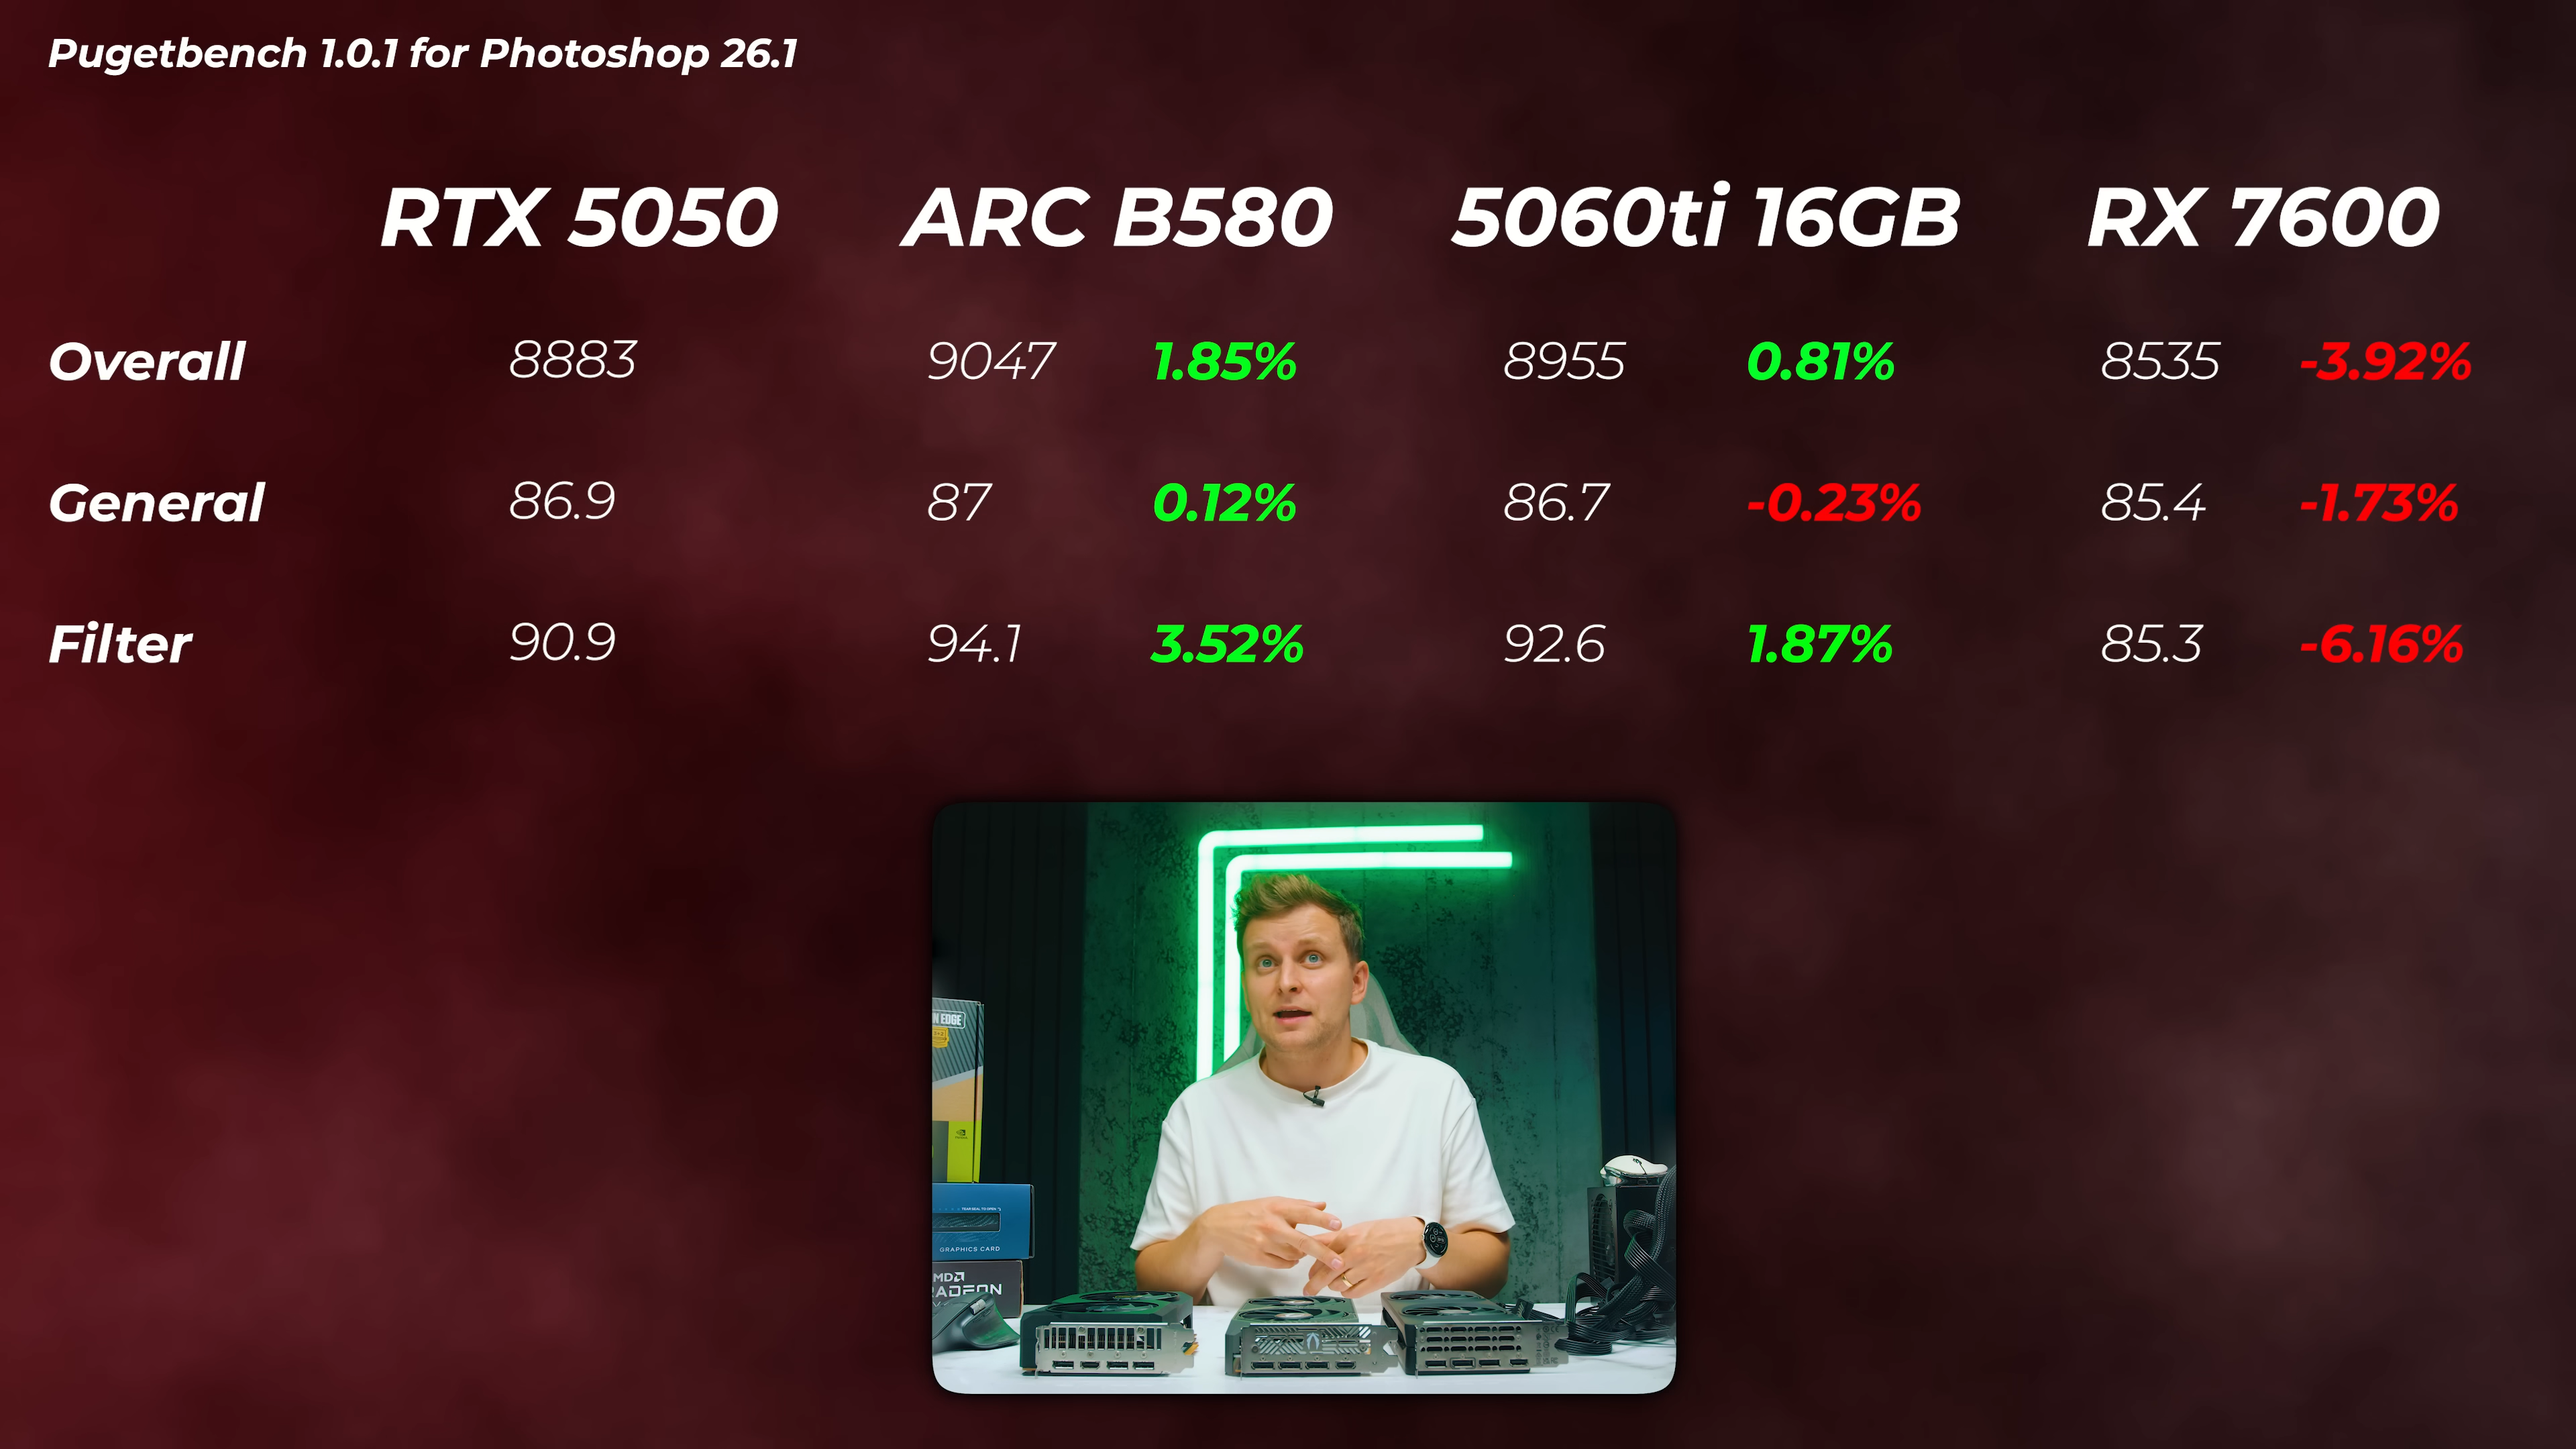 Pugetbench 1.0.1 for Photoshop 26.1
RTX 5050 ARC B580 5060ti 16GB RX 7600
Overall 8883 9047 1.85% 8955 0.81% 8535 -3.92%
General 86.9 87 0.12% 86.7 -0.23% 85.4 -1.73%
Filter 90.9 94.1 3.52% 92.6 1.87% 85.3 -6.16%
N EDGE
GRAPHICS CARD
MD
RADEON